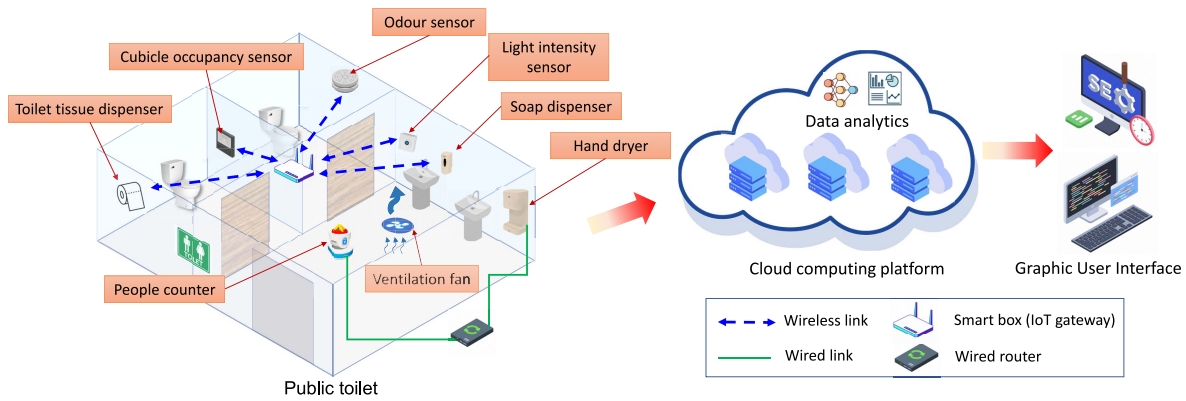 Odour sensor
Cubicle occupancy sensor
Light intensity
sensor
Toilet tissue dispenser
Soap dispenser
Hand dryer
TOILET
People counter
Ventilation fan
Public toilet
Data analytics
Cloud computing platform
SE
Graphic User Interface
Wireless link
Smart box (IoT gateway)
Wired link
Wired router